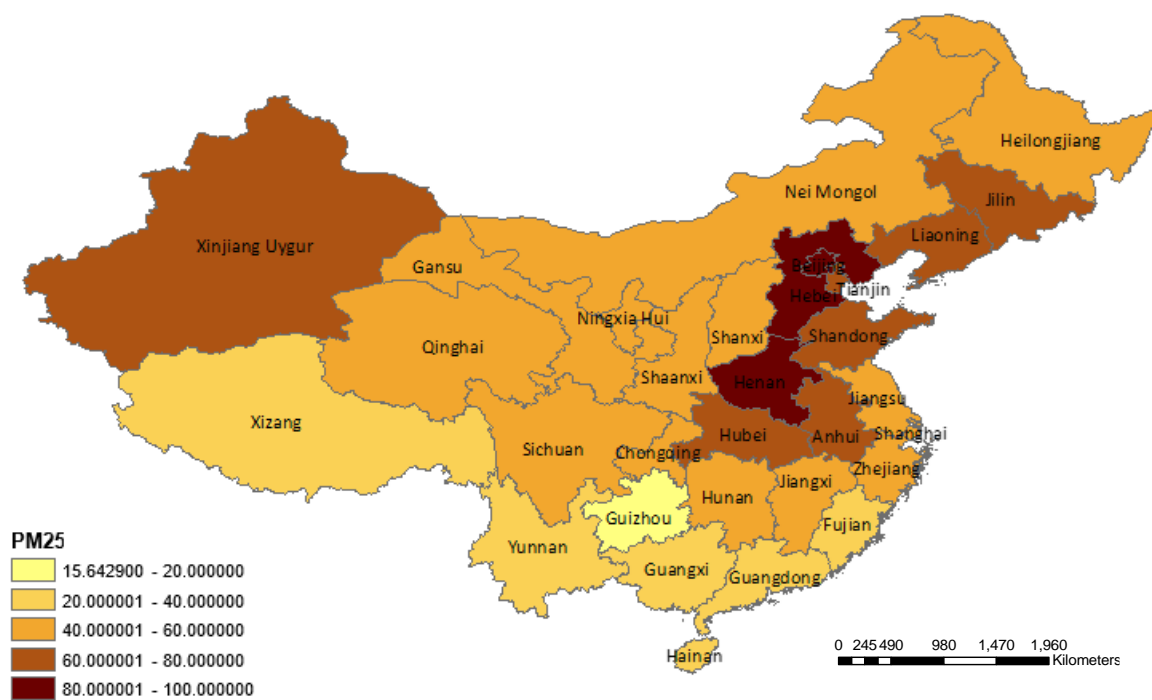 Heilongjiang
Nei Mongol
Jilin
Xinjiang Uygur
Liaoning
Gansu
Beijing
Tianjin
Hebei
Ningxia Hui
Shanxi
Shandong
Qinghai
Shaanxi
Henan
Jiangsu
Xizang
Hubei
Anhui
Shanghai
Sichuan
Chongqing
Zhejiang
Jiangxi
Hunan
Guizhou
Fujian
Yunnan
Guangxi
Guangdong
Hainan
PM25
15.642900 - 20.000000
20.000001 - 40.000000
40.000001 - 60.000000
60.000001 - 80.000000
80.000001 - 100.000000
0 245 490 980 1,470 1,960
Kilometers